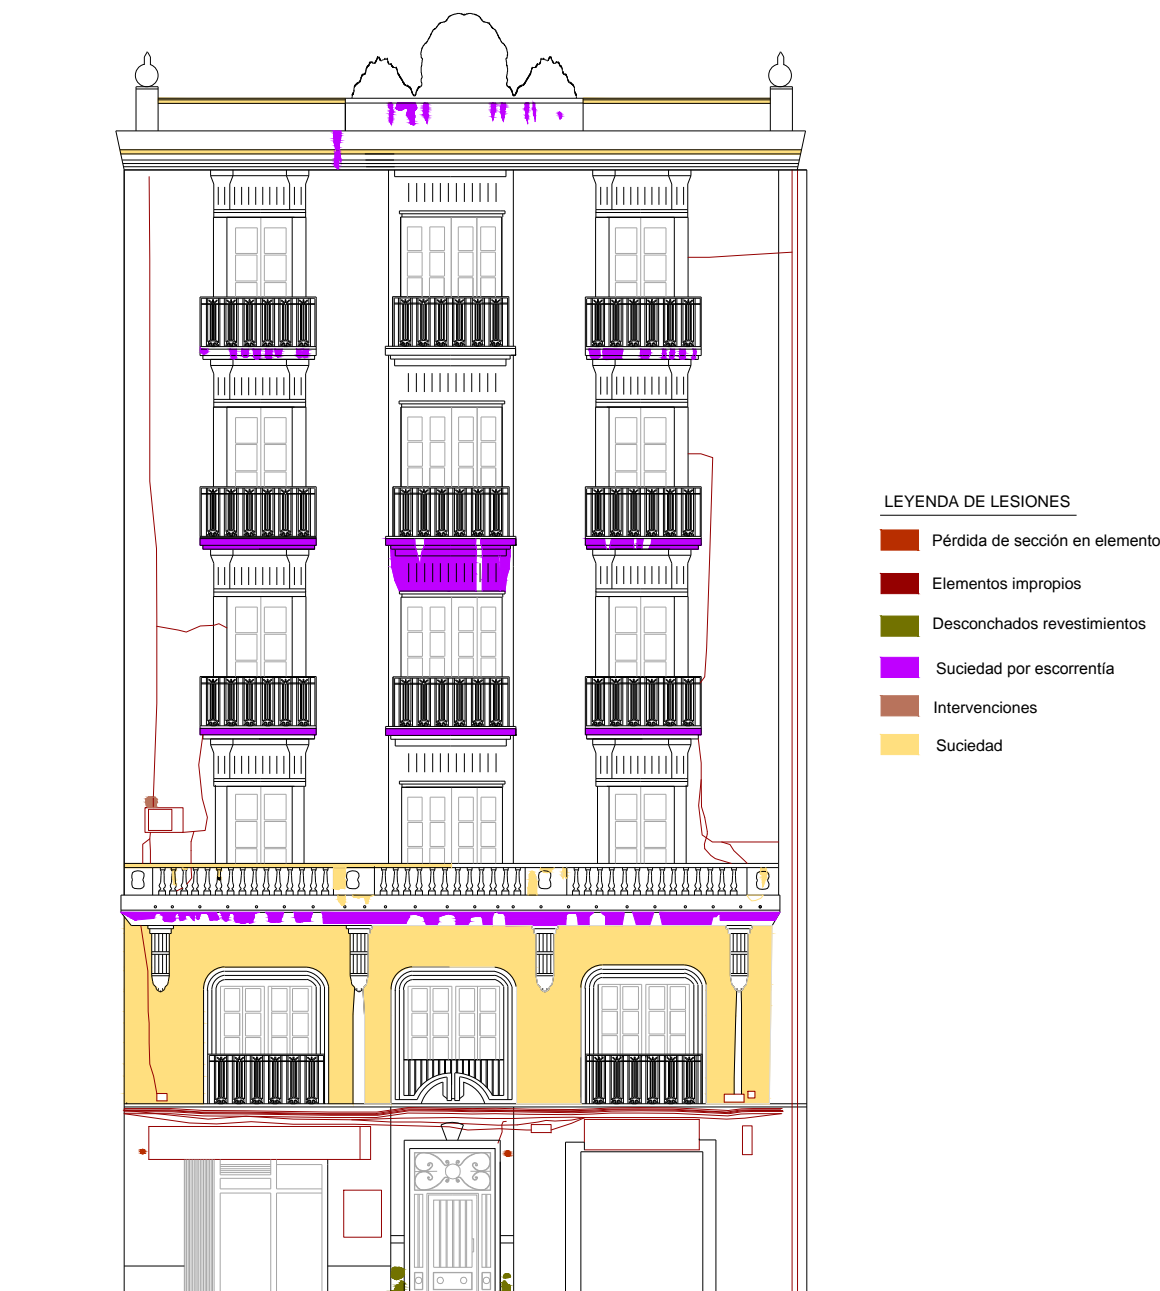 LEYENDA DE LESIONES
Pérdida de sección en elemento
Elementos impropios
Desconchados revestimientos
Suciedad por escorrentía
Intervenciones
Suciedad